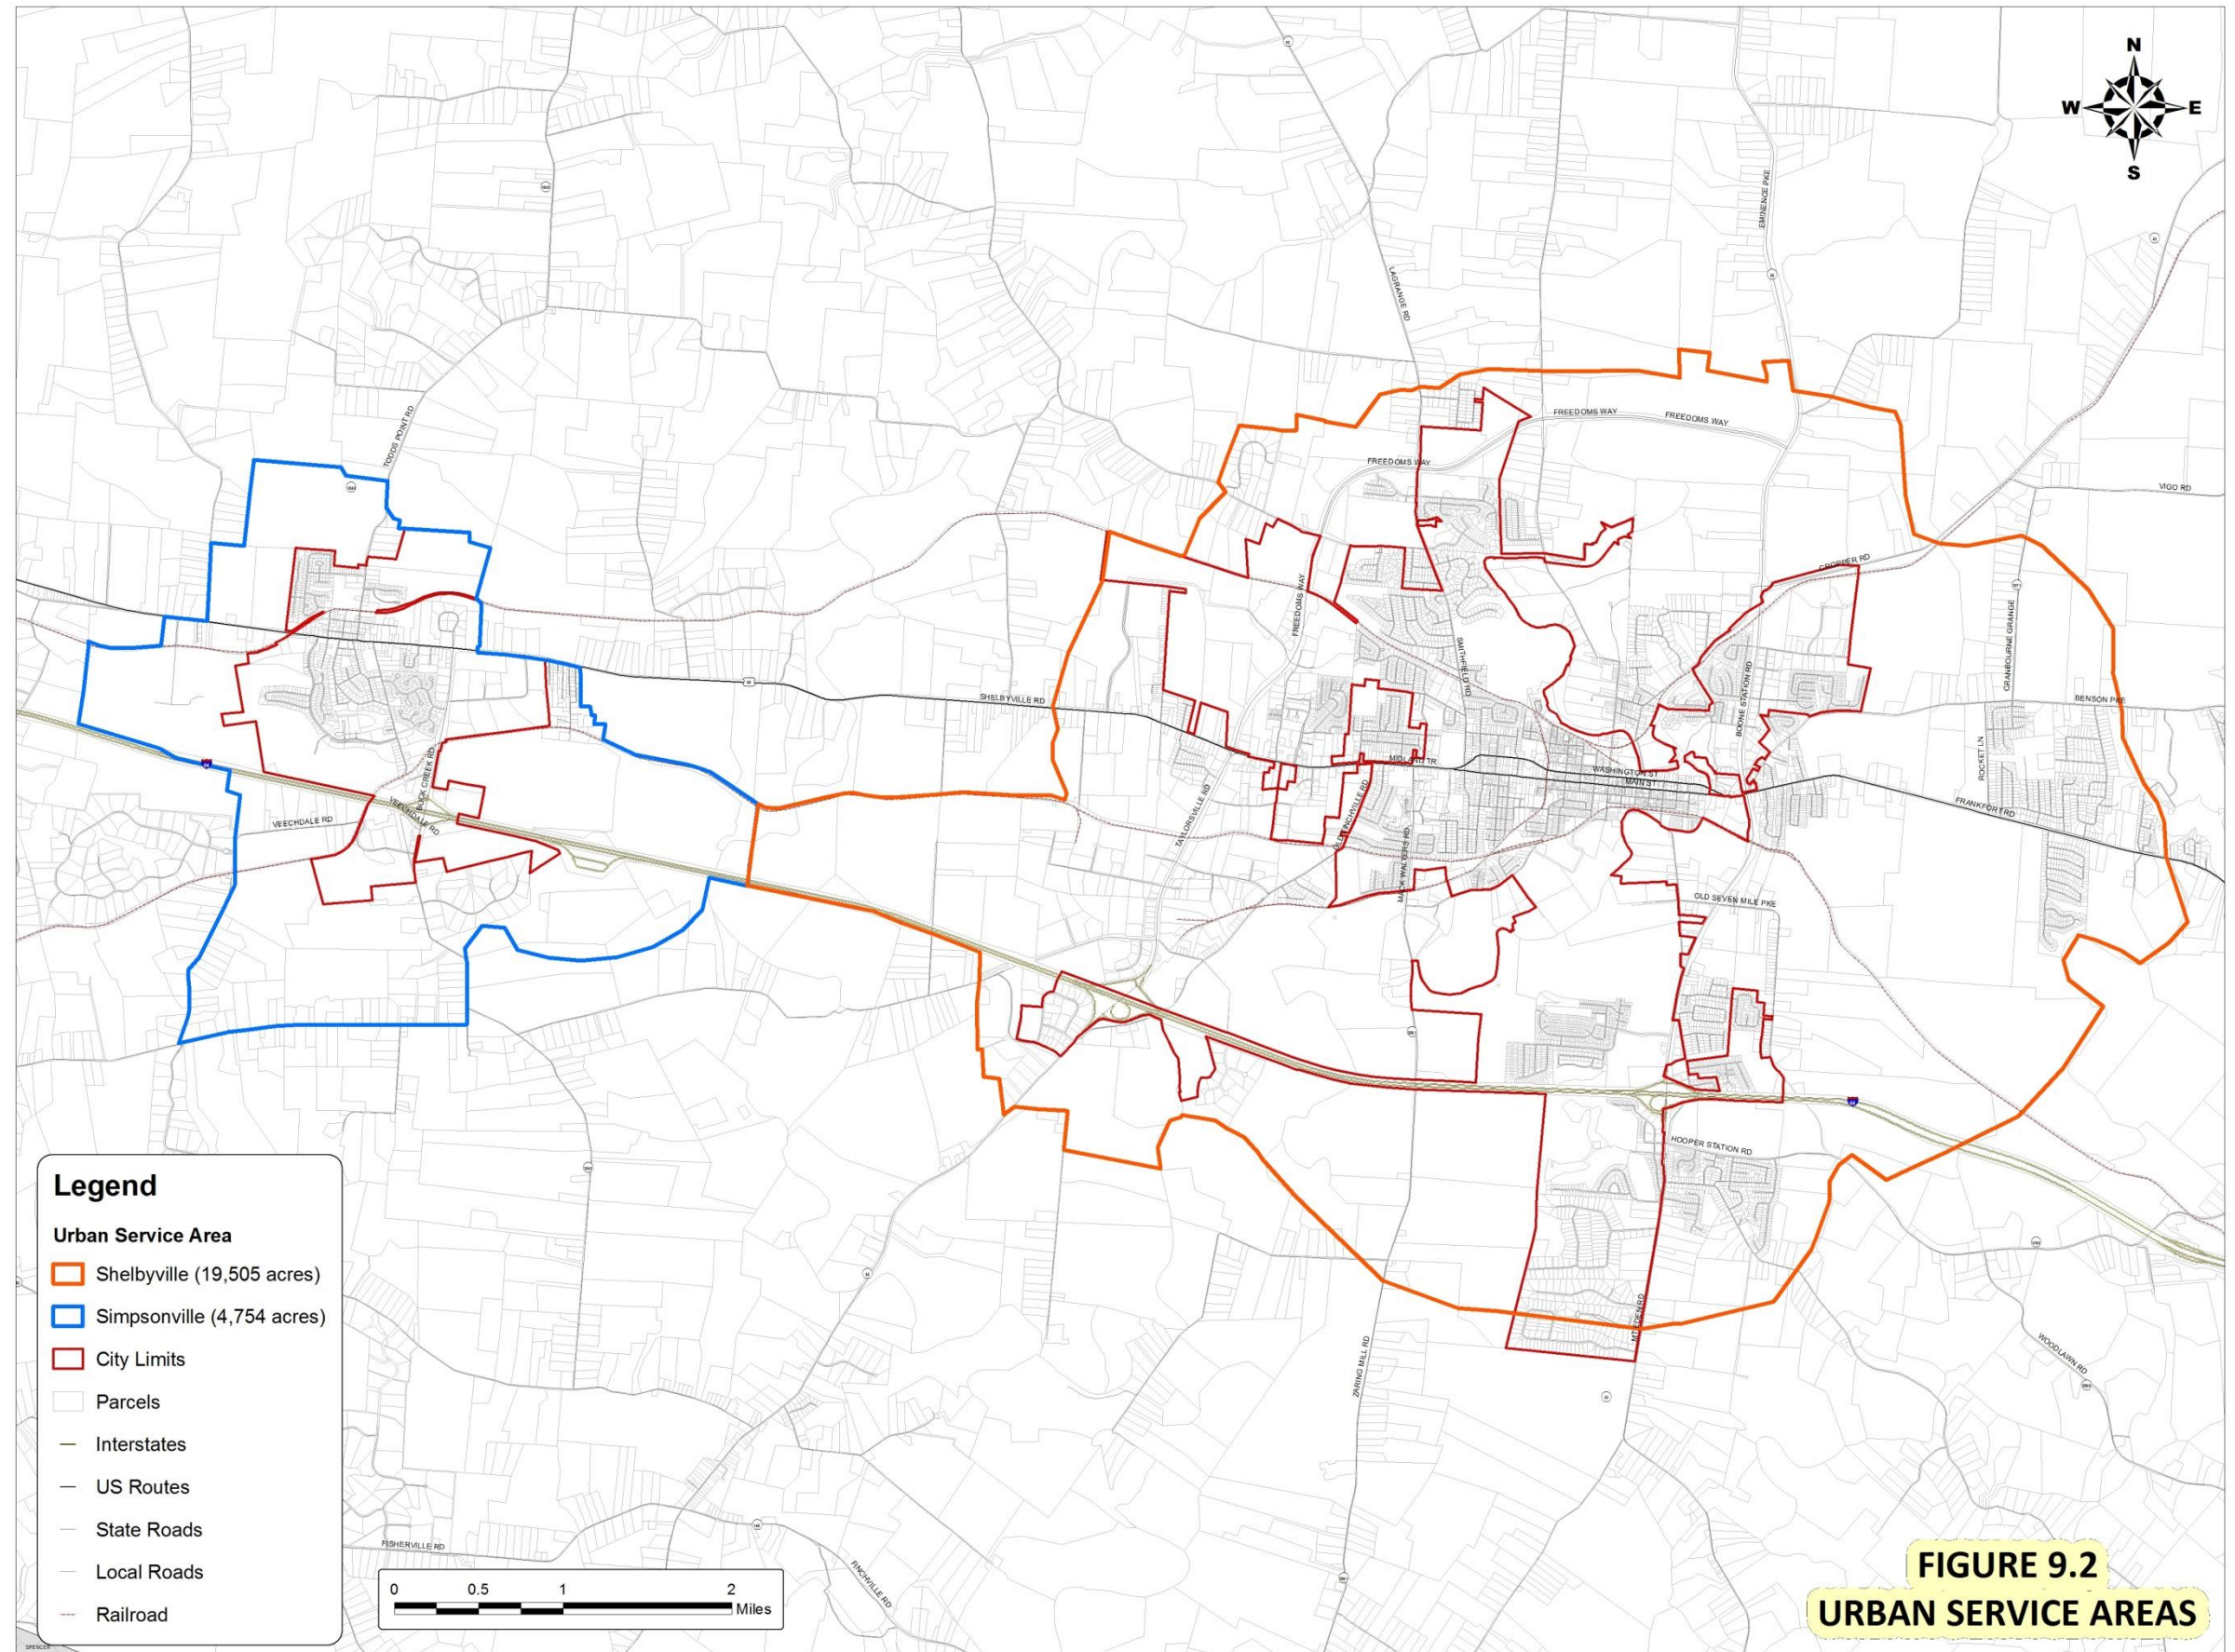 N
W E
S
EMINENCE PKE
LAGRANGE RD
TODDS POINT RD
FREEDOMS WAY
FREEDOMS WAY
FREEDOMS WAY
VIGO RD
CROPPER RD
FREEDOMS WAY
GRANBOURNE GRANGE
SMITHFIELD RD
BOONE STATION RD
BENSON PKE
SHELBYVILLE RD
ROCKET LN
MIDLAND TR
WASHINGTON ST
MAIN ST
FRANKFORT RD
BUCK CREEK RD
VEECHDALE RD
VEECHDALE RD
TAYLORSVILLE RD
OLD FINCHVILLE RD
MACK WALTERS RD
OLD SEVEN MILE PKE
HOOPER STATION RD
MT EDEN RD
ZARING MILL RD
WOODLAWN RD
FISHERVILLE RD
FINCHVILLE RD
Legend
Urban Service Area
Shelbyville (19,505 acres)
Simpsonville (4,754 acres)
City Limits
Parcels
Interstates
US Routes
State Roads
Local Roads
Railroad
SPENCER
0 0.5 1 2
Miles
FIGURE 9.2
URBAN SERVICE AREAS